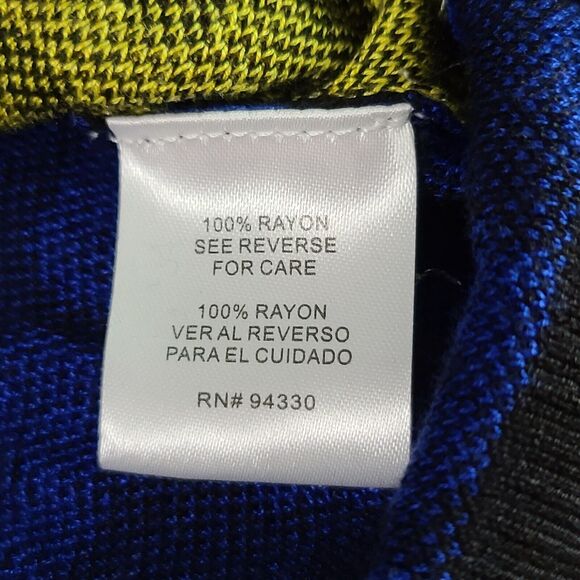 100% RAYON
SEE REVERSE
FOR CARE
100% RAYON
VER AL REVERSO
PARA EL CUIDADO
RN# 94330